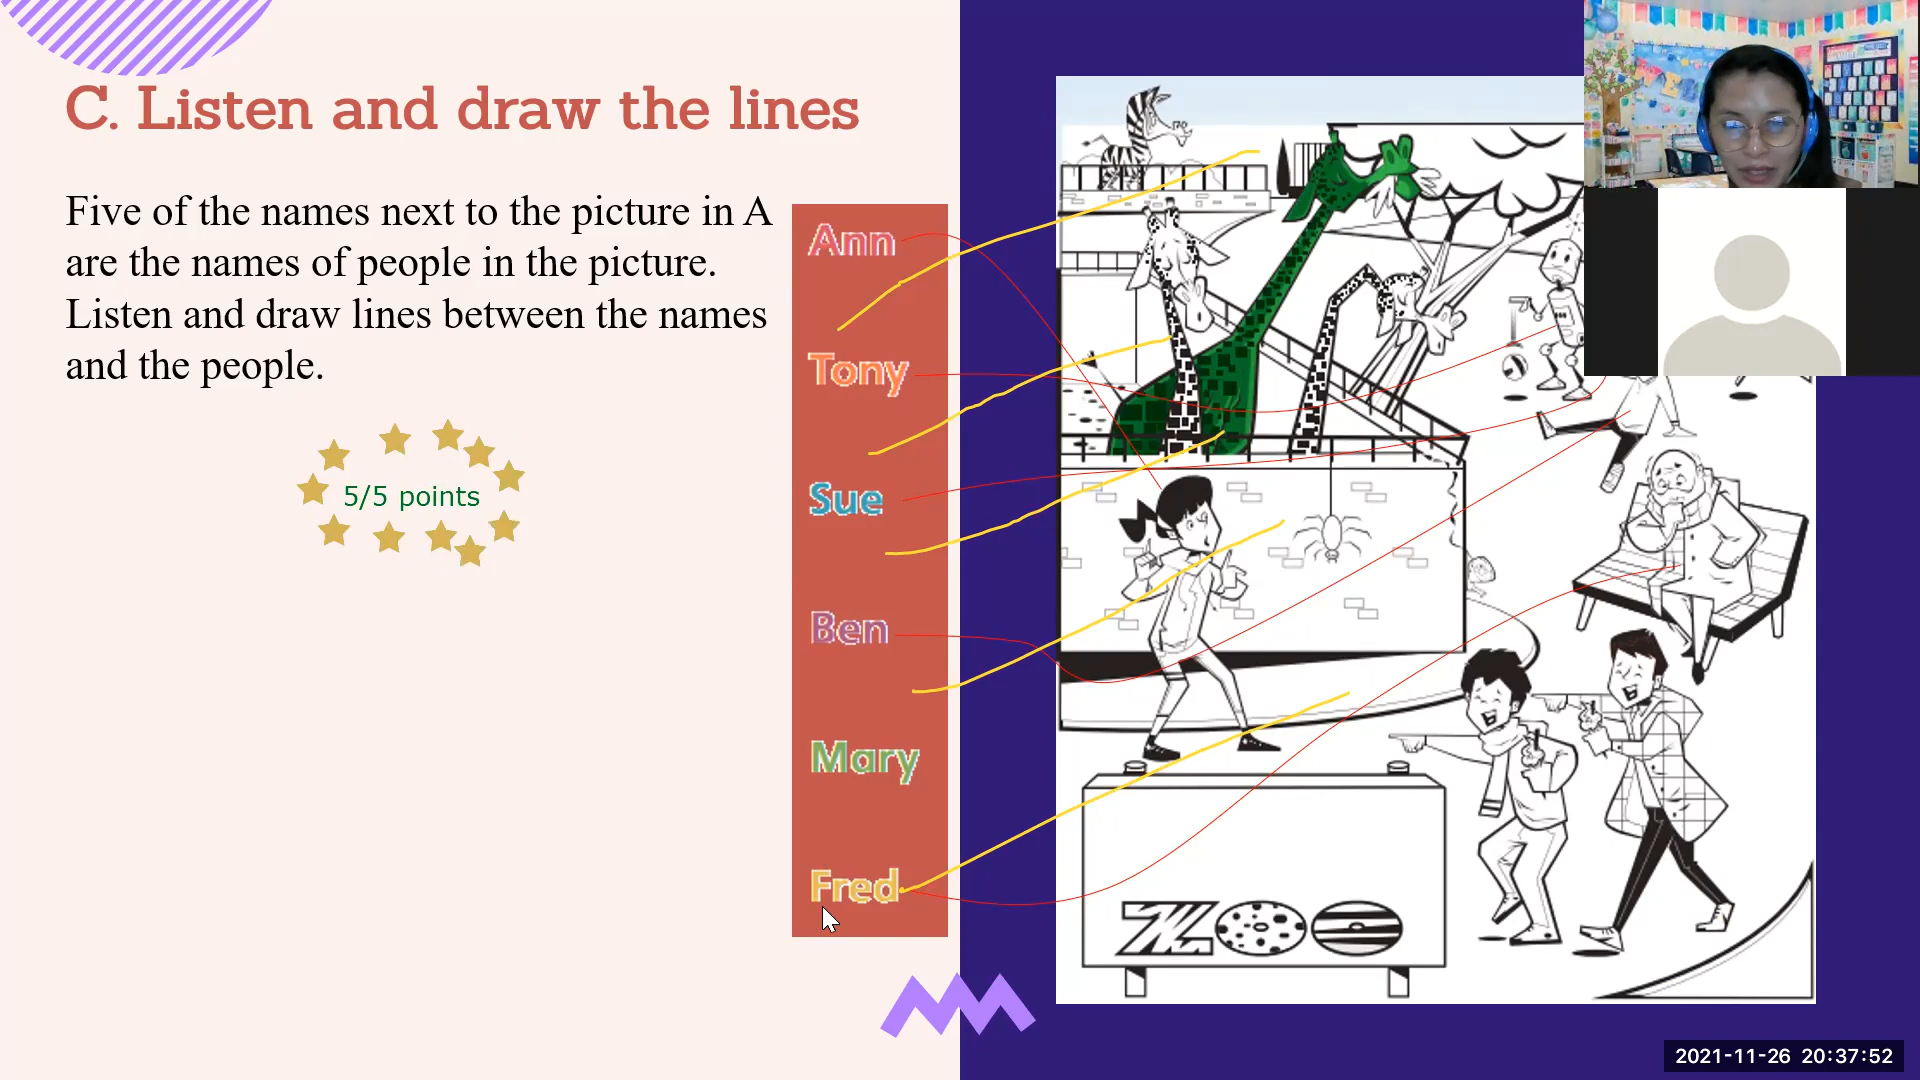 C. Listen and draw the lines
Five of the names next to the picture in A
are the names of people in the picture.
Listen and draw lines between the names
and the people.
5/5 points
Ann
Tony
Sue
Ben
Mary
Fred
ZOO
2021-11-26 20:37:52